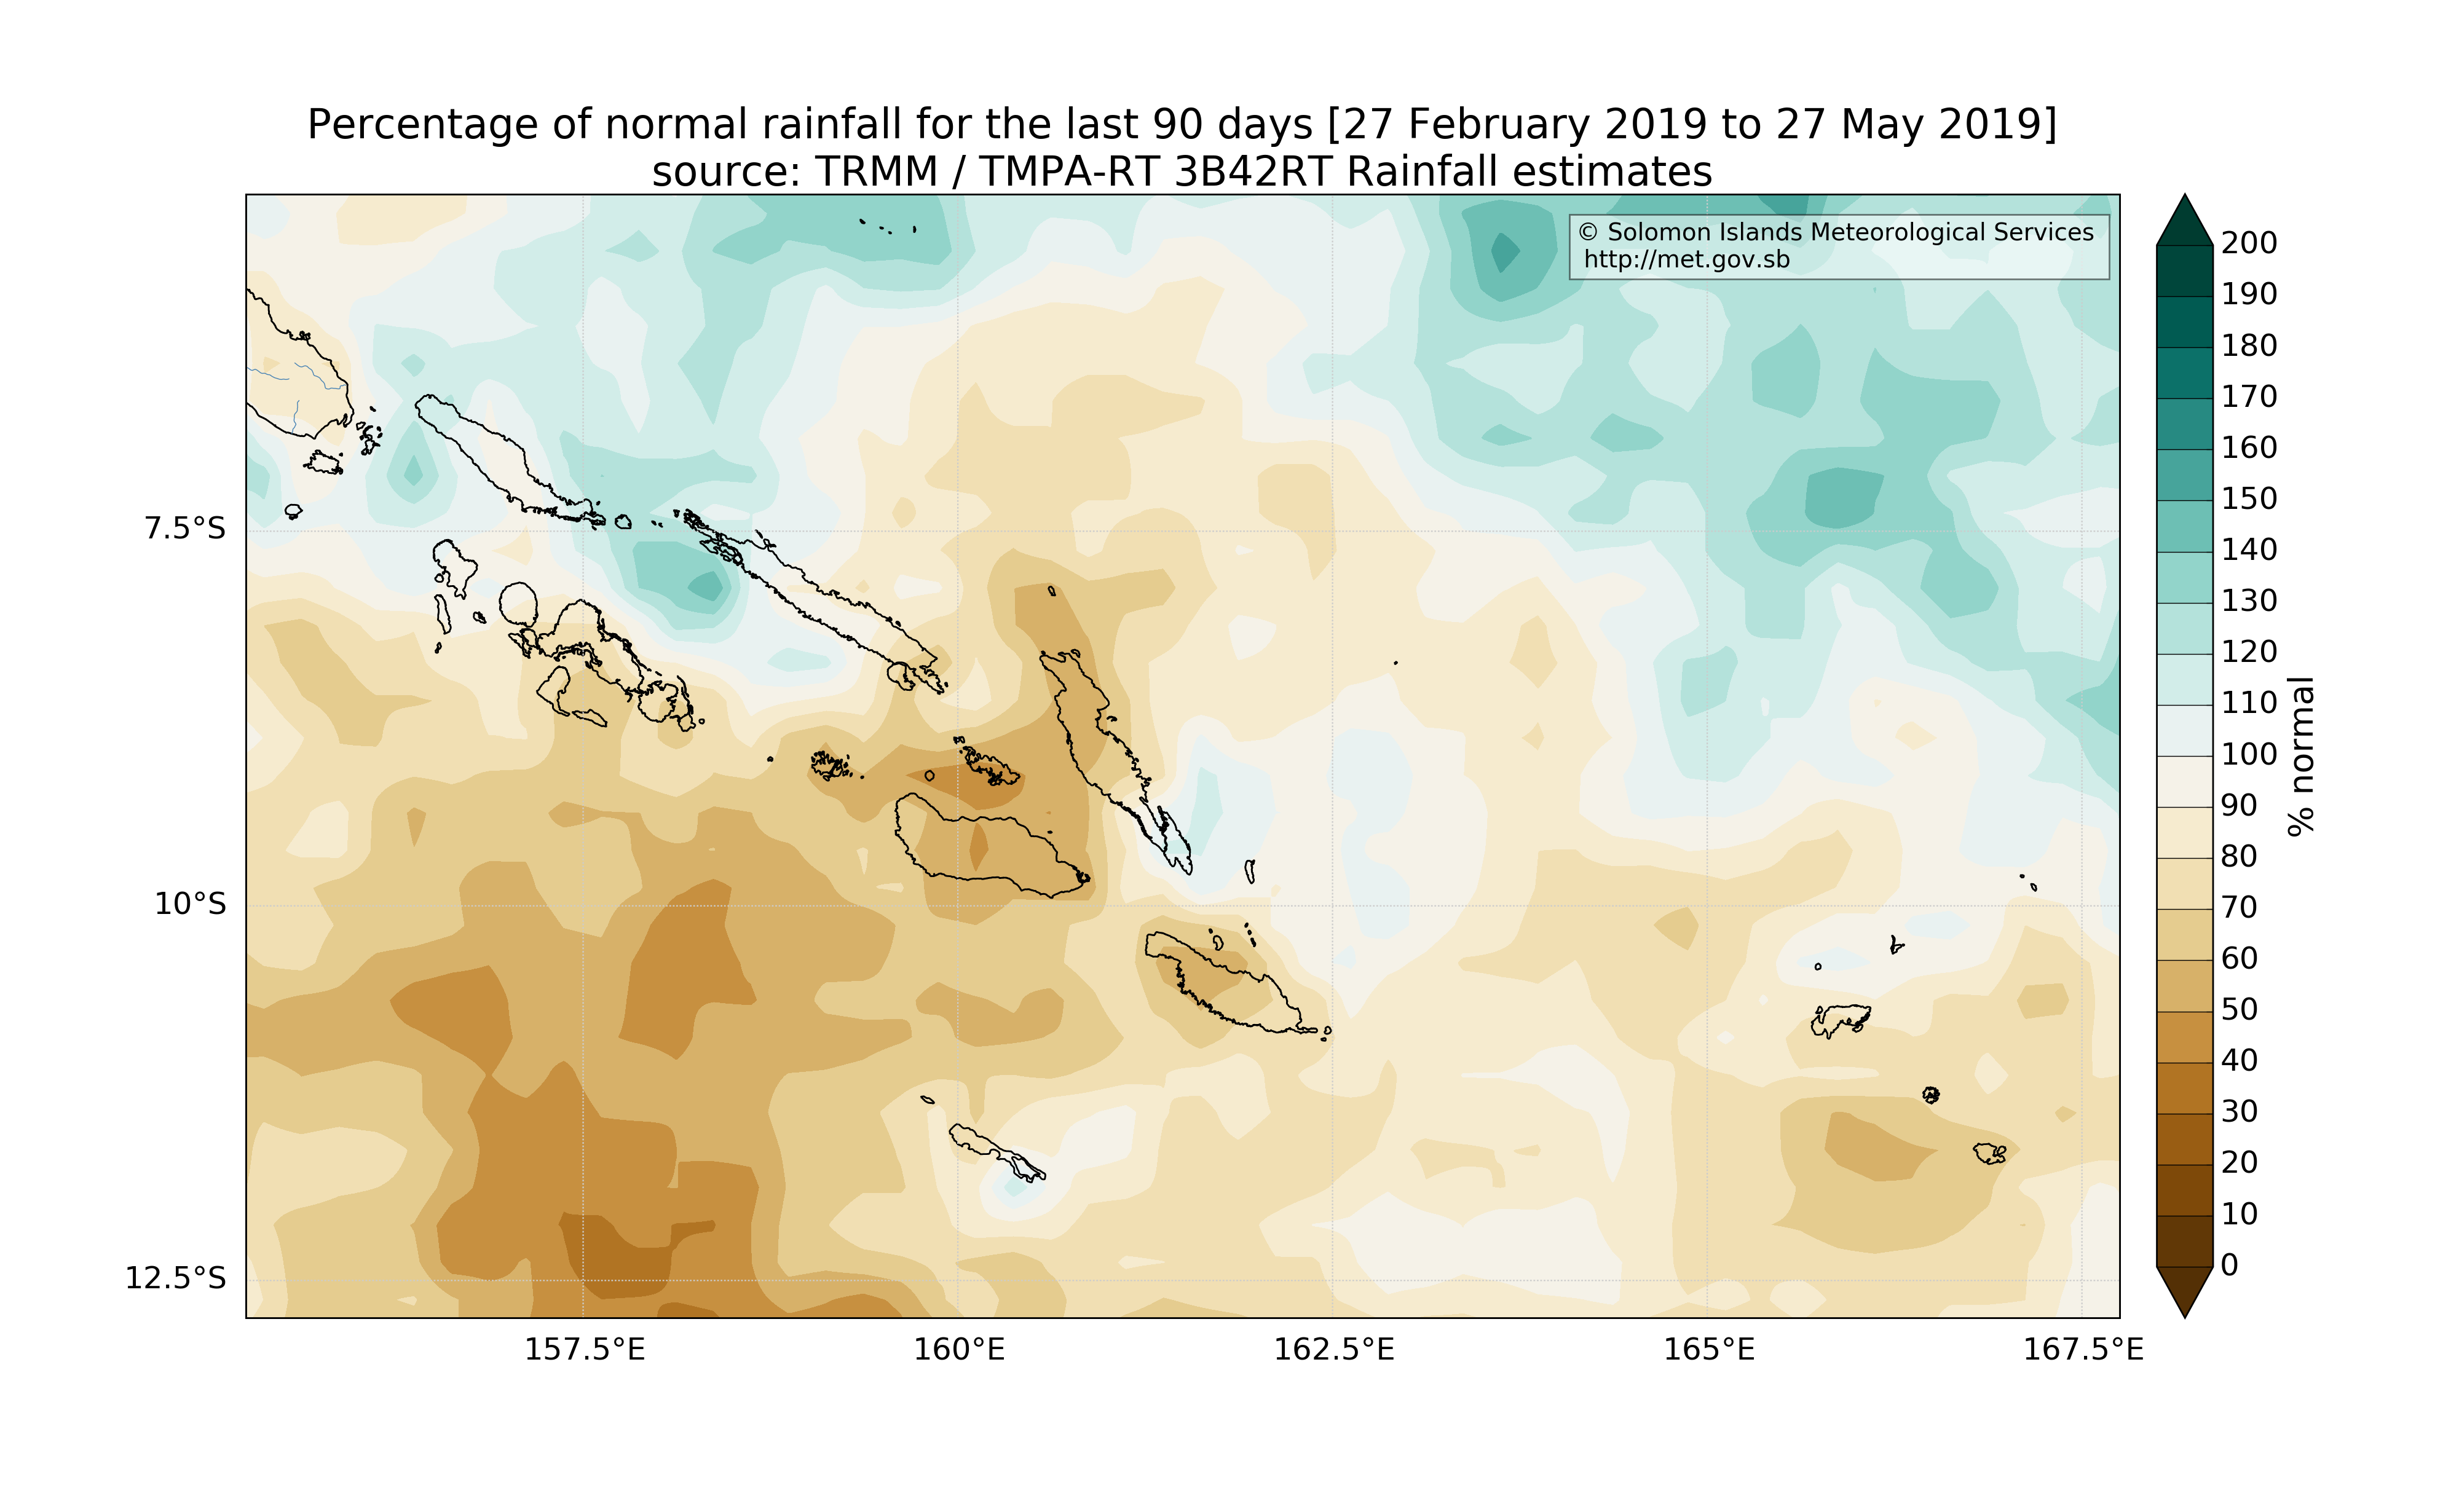 Percentage of normal rainfall for the last 90 days [27 February 2019 to 27 May 2019]
source: TRMM / TMPA-RT 3B42RT Rainfall estimates
© Solomon Islands Meteorological Services
http://met.gov.sb
7.5°S
10°S
12.5°S
157.5°E
160°E
162.5°E
165°E
167.5°E
200
190
180
170
160
150
140
130
120
110
100
90
80
70
60
50
40
30
20
10
0
% normal